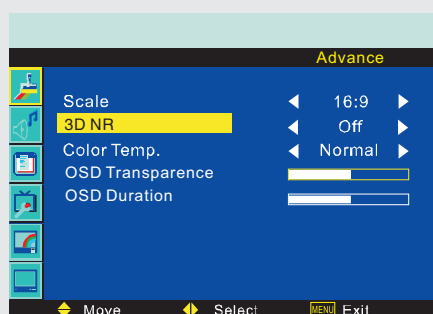 Advance
Scale 16:9
3D NR Off
Color Temp. Normal
OSD Transparence
OSD Duration
Move Select MENU Exit